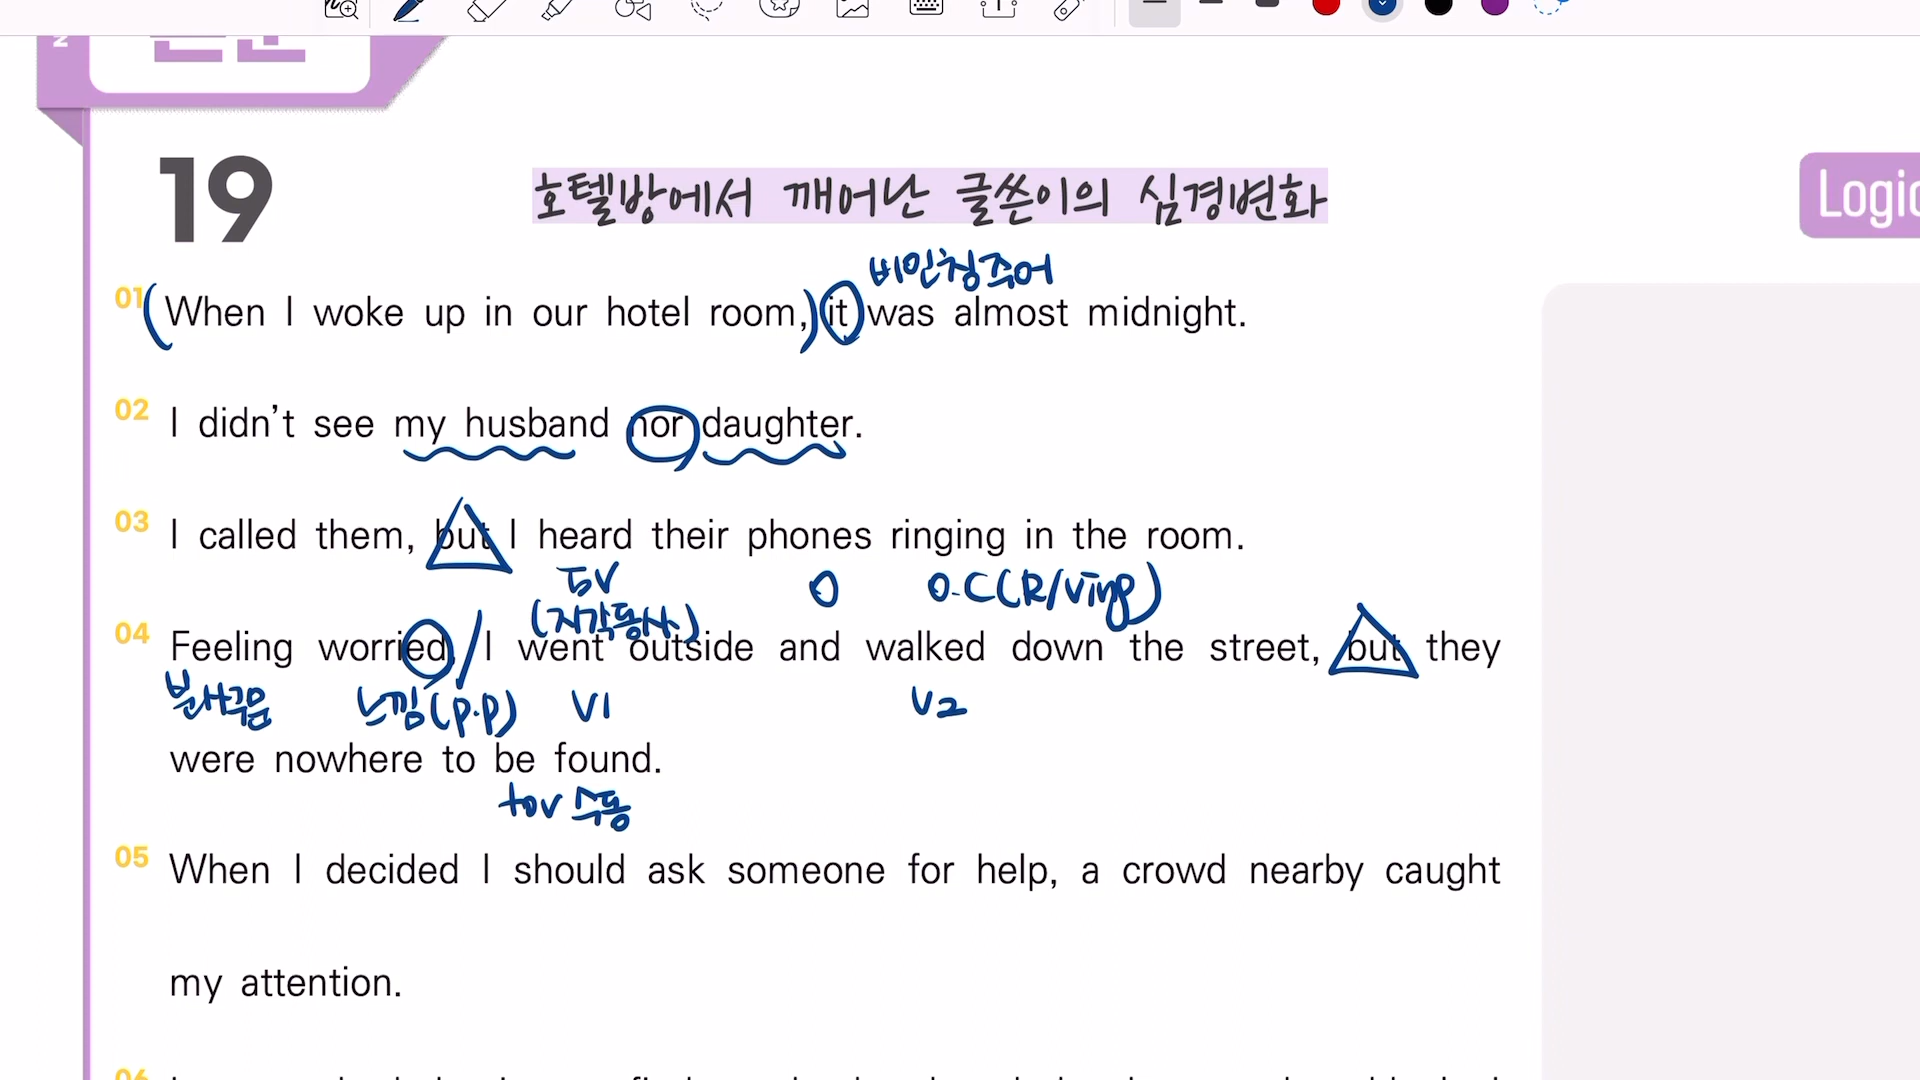 19
호텔방에서 깨어난 글쓴이의 심경변화
Logic
비인칭주어
01 (When I woke up in our hotel room,) it was almost midnight.
02 I didn't see my husband nor daughter.
03 I called them, but I heard their phones ringing in the room.
5V O O.C(R/Ving)
(지각동사)
04 Feeling worried, / I went outside and walked down the street, but they
분사구문 느낌(p.p) V1 V2
were nowhere to be found.
toV 수동
05 When I decided I should ask someone for help, a crowd nearby caught
my attention.
06